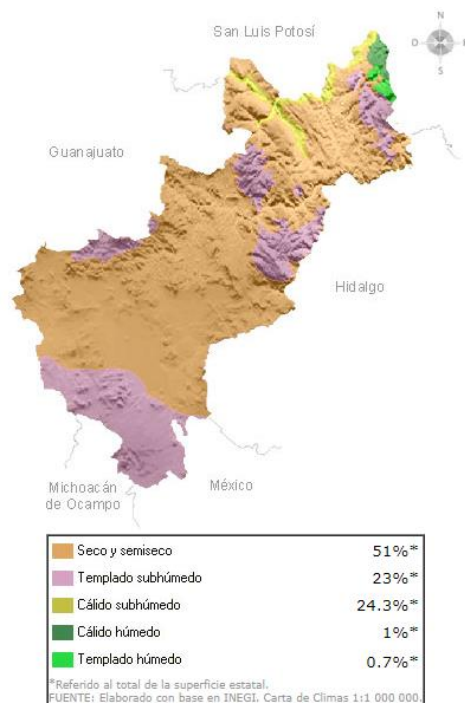 San Luis Potosí
N
O
E
S
Guanajuato
Hidalgo
Michoacán
de Ocampo
México
Seco y semiseco 51%*
Templado subhúmedo 23%*
Cálido subhúmedo 24.3%*
Cálido húmedo 1%*
Templado húmedo 0.7%*
*Referido al total de la superficie estatal.
FUENTE: Elaborado con base en INEGI. Carta de Climas 1:1 000 000.